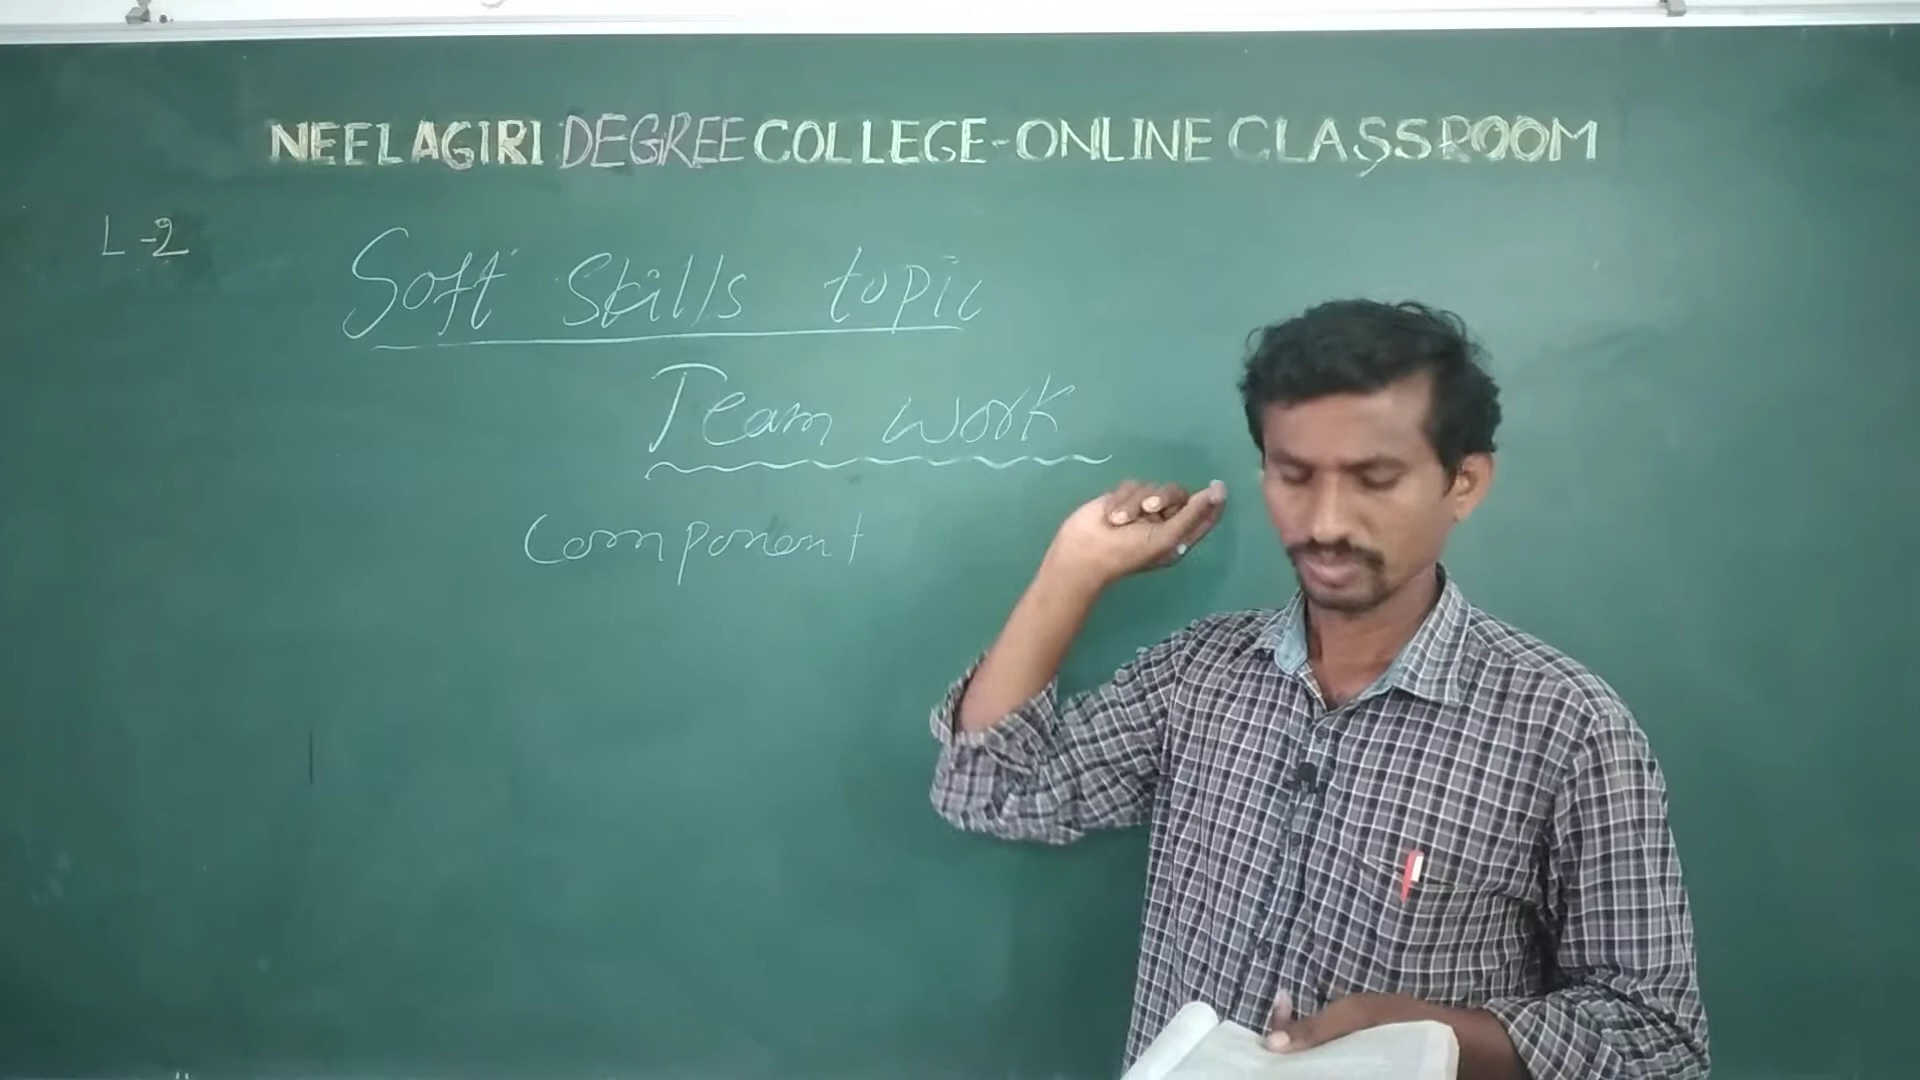 NEELAGIRI DEGREE COLLEGE-ONLINE CLASSROOM
L-2
Soft Skills topic
Team work
Component